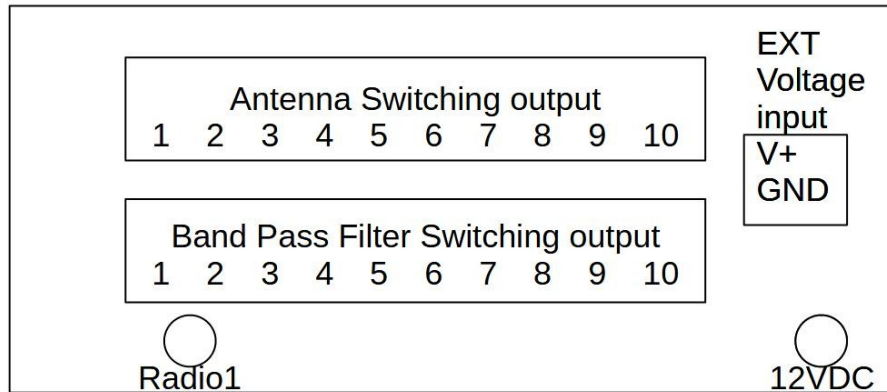 Antenna Switching output
1 2 3 4 5 6 7 8 9 10
Band Pass Filter Switching output
1 2 3 4 5 6 7 8 9 10
EXT
Voltage
input
V+
GND
Radio1
12VDC